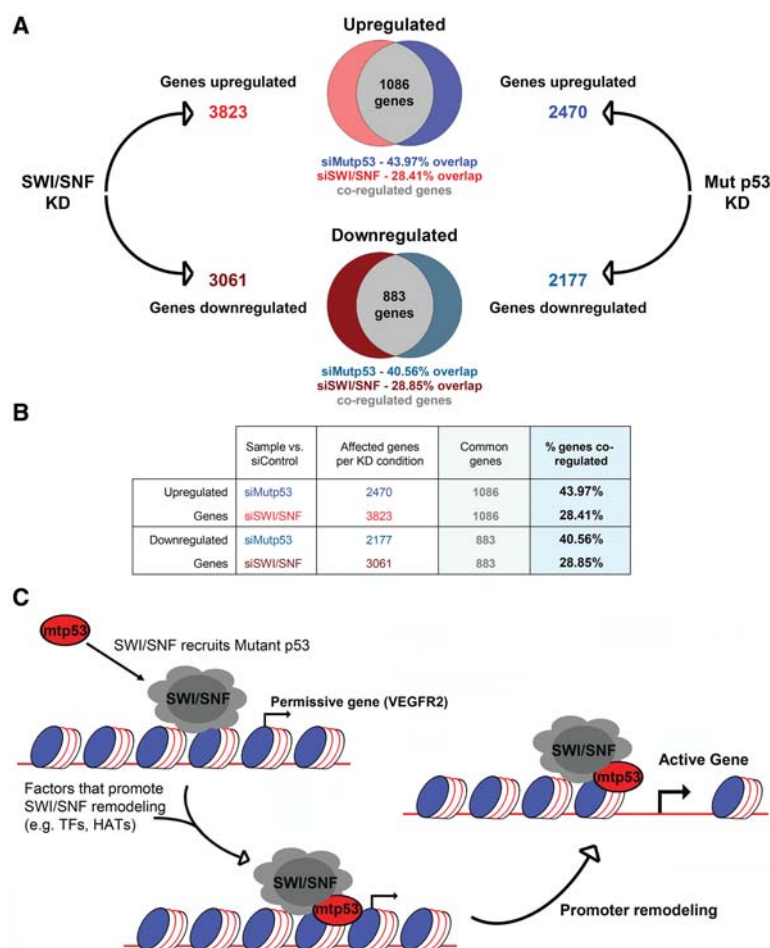 A
Upregulated
Genes upregulated
3823
1086
genes
Genes upregulated
2470
siMutp53 - 43.97% overlap
siSWI/SNF - 28.41% overlap
co-regulated genes
SWI/SNF
KD
Mut p53
KD
Downregulated
3061
Genes downregulated
883
genes
2177
Genes downregulated
siMutp53 - 40.56% overlap
siSWI/SNF - 28.85% overlap
co-regulated genes
B
Sample vs. siControl Affected genes per KD condition Common genes % genes co-regulated
Upregulated siMutp53 2470 1086 43.97%
Genes siSWI/SNF 3823 1086 28.41%
Downregulated siMutp53 2177 883 40.56%
Genes siSWI/SNF 3061 883 28.85%
C
mtp53
SWI/SNF recruits Mutant p53
SWI/SNF
Permissive gene (VEGFR2)
Factors that promote
SWI/SNF remodeling
(e.g. TFs, HATs)
SWI/SNF
mtp53
Promoter remodeling
SWI/SNF
mtp53
Active Gene